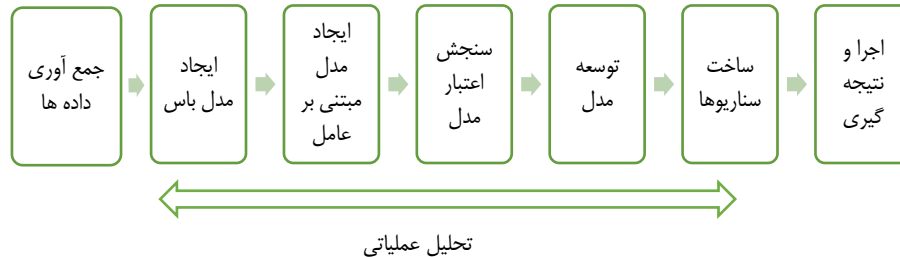 جمع آوری
داده ها
ایجاد
مدل باس
ایجاد
مدل
مبتنی بر
عامل
سنجش
اعتبار
مدل
توسعه
مدل
ساخت
سناریوها
اجرا و
نتیجه
گیری
تحلیل عملیاتی